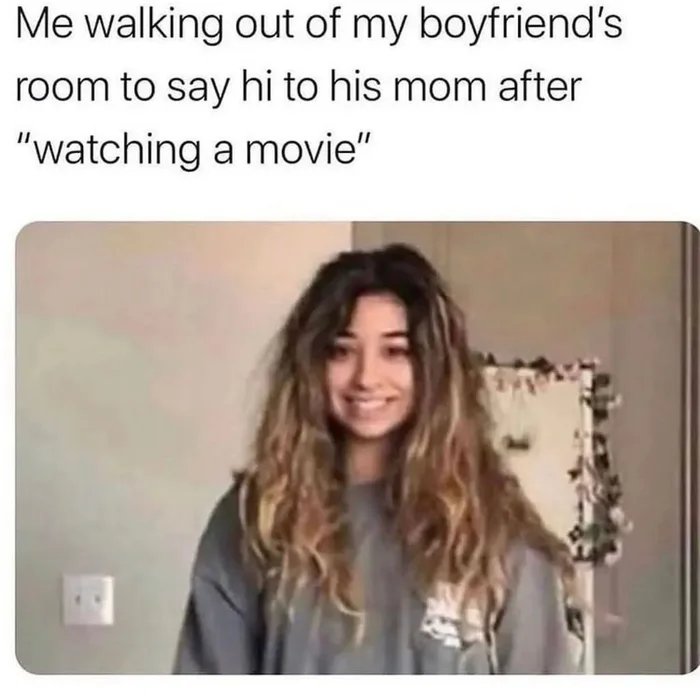 Me walking out of my boyfriend's
room to say hi to his mom after
"watching a movie"